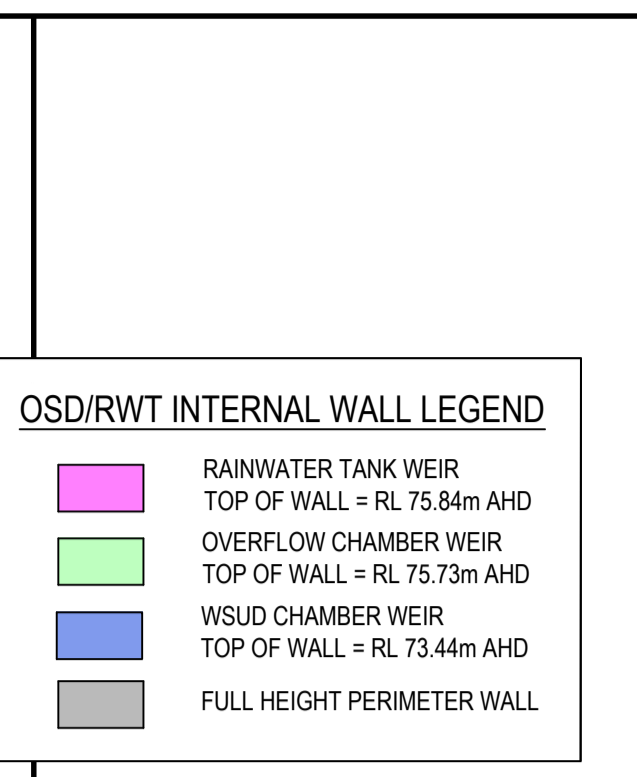 OSD/RWT INTERNAL WALL LEGEND
RAINWATER TANK WEIR
TOP OF WALL = RL 75.84m AHD
OVERFLOW CHAMBER WEIR
TOP OF WALL = RL 75.73m AHD
WSUD CHAMBER WEIR
TOP OF WALL = RL 73.44m AHD
FULL HEIGHT PERIMETER WALL